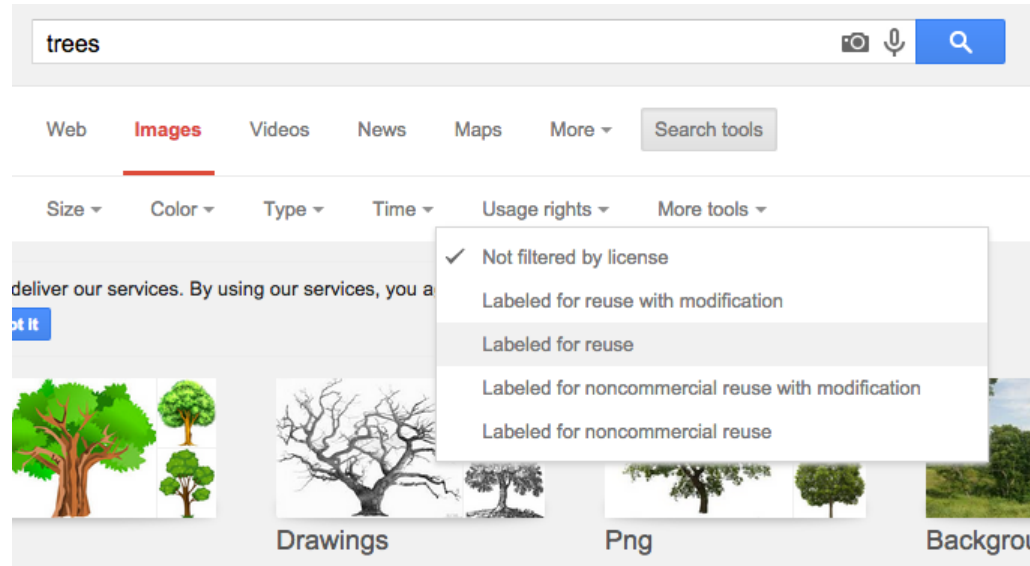 trees
Web Images Videos News Maps More Search tools
Size Color Type Time Usage rights More tools
Not filtered by license
deliver our services. By using our services, you a
Labeled for reuse with modification
ot it
Labeled for reuse
Labeled for noncommercial reuse with modification
Labeled for noncommercial reuse
Drawings Png Backgrou